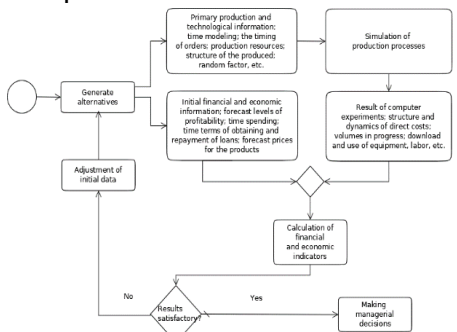 Primary production and
technological information;
time modeling; the timing
of orders; production resources;
structure of the produced;
random factor, etc.
Simulation of
production processes
Generate
alternatives
Initial financial and economic
information; forecast levels of
profitability; time spending;
time terms of obtaining and
repayment of loans; forecast prices
for the products
Result of computer
experiments: structure and
dynamics of direct costs;
volumes in progress; download
and use of equipment, labor, etc.
Adjustment of
initial data
Calculation of
financial
and economic
indicators
No
Results
satisfactory?
Yes
Making
managerial
decisions